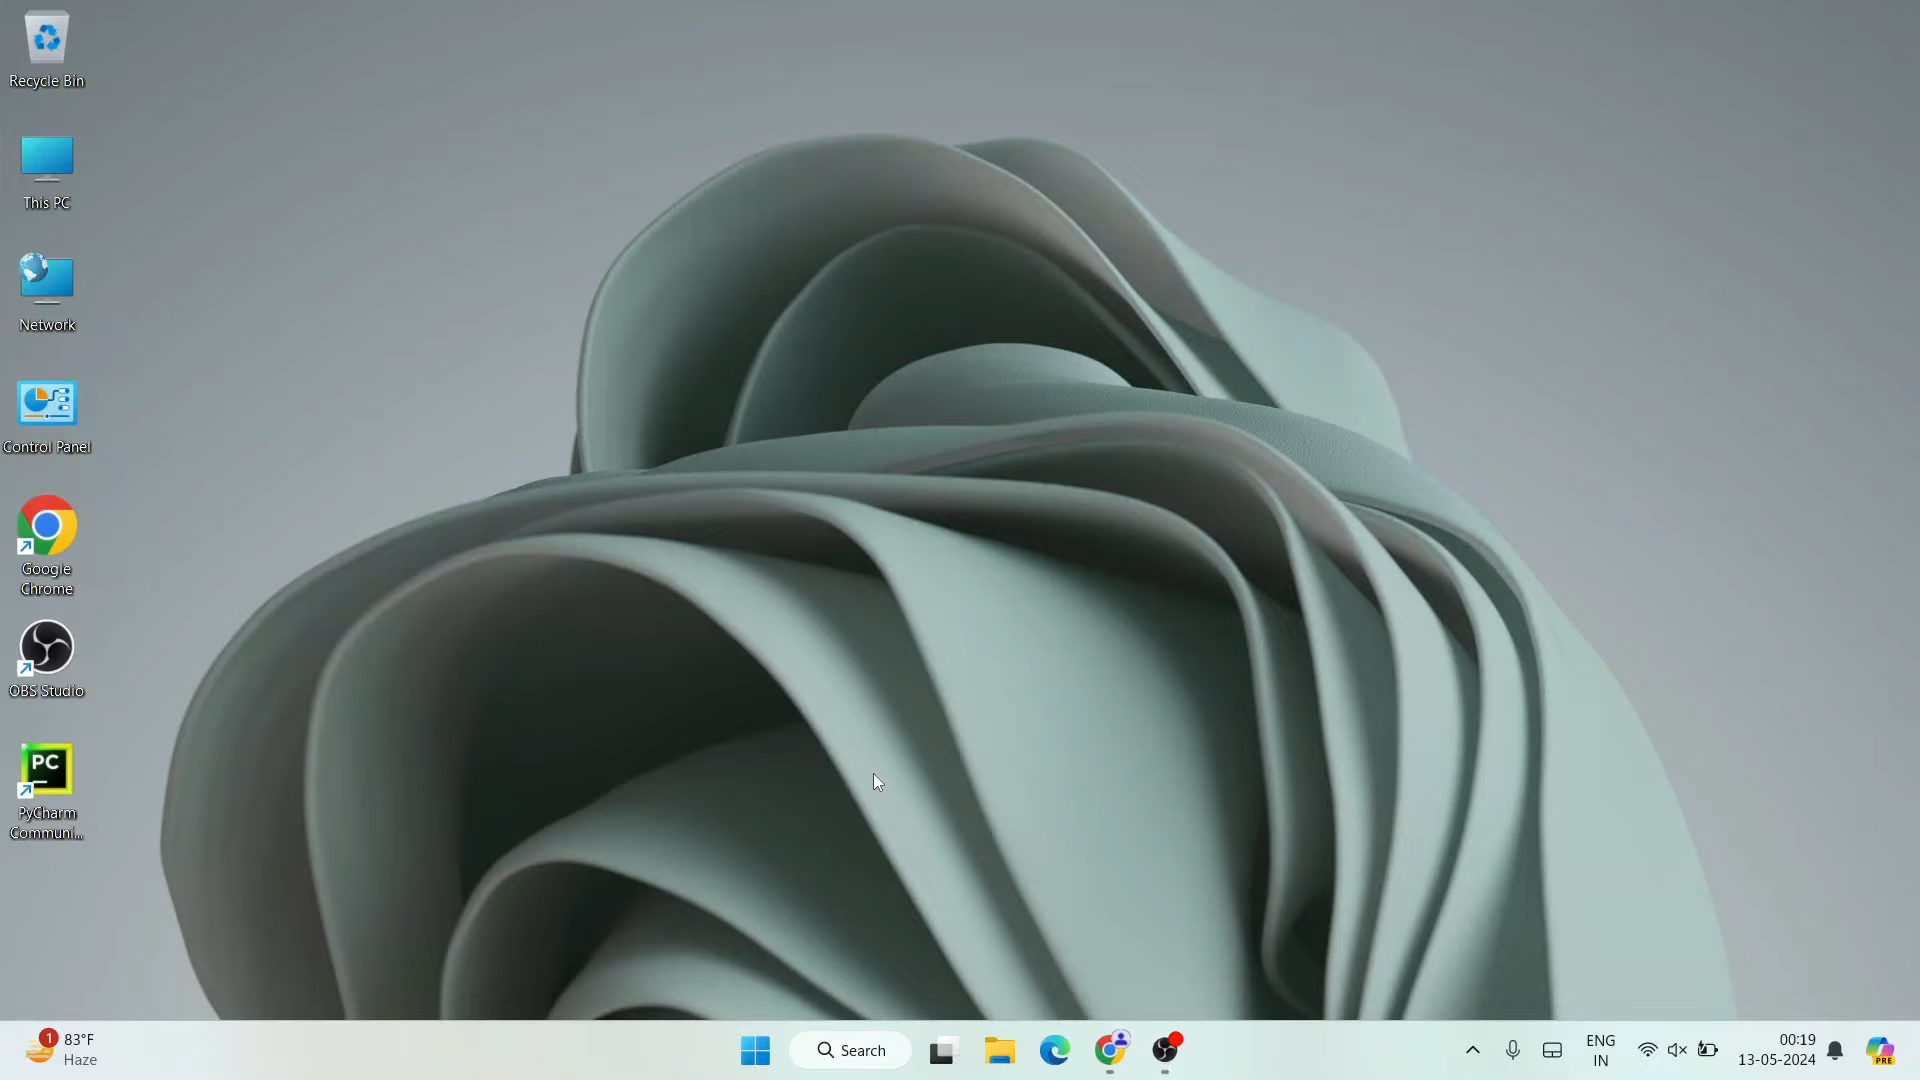 Recycle Bin
This PC
Network
Control Panel
Google
Chrome
OBS Studio
PC
PyCharm
Communi...
1
83°F
Haze
Search
ENG
IN
00:19
13-05-2024
PRE